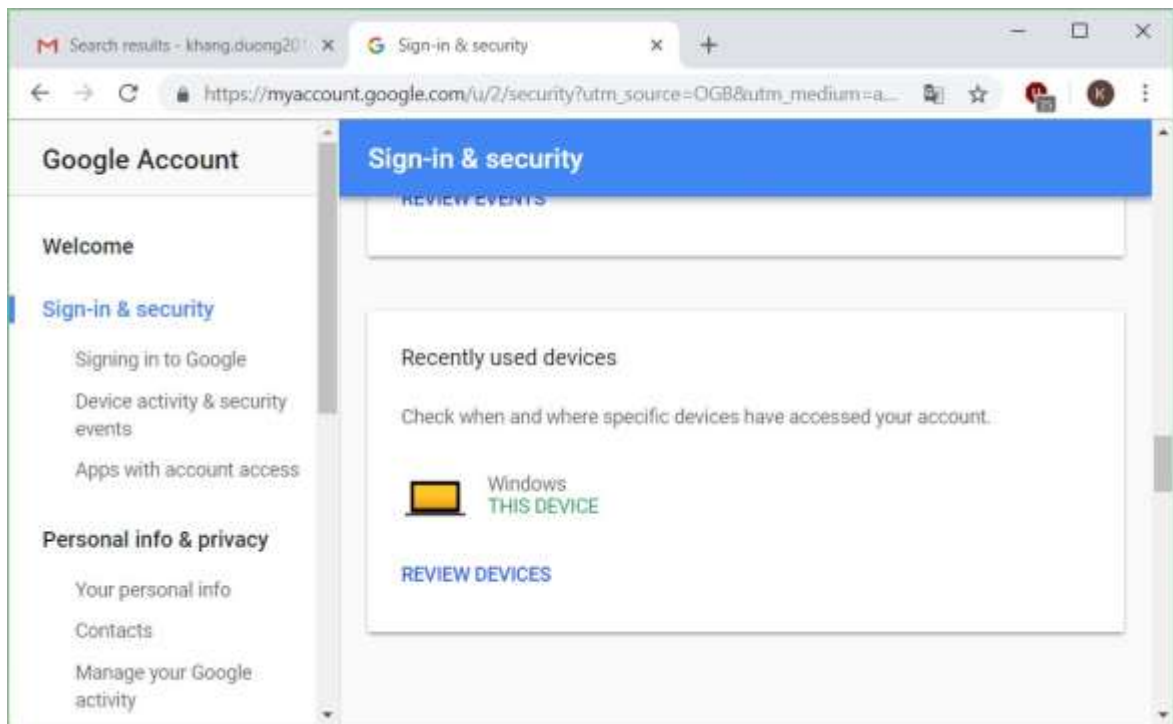 Search results - khang.duong201
Sign-in & security
https://myaccount.google.com/u/2/security?utm_source=OGB&utm_medium=a...
K
Google Account
Sign-in & security
REVIEW EVENTS
Welcome
Sign-in & security
Signing in to Google
Device activity & security
events
Apps with account access
Personal info & privacy
Your personal info
Contacts
Manage your Google
activity
Recently used devices
Check when and where specific devices have accessed your account.
Windows
THIS DEVICE
REVIEW DEVICES